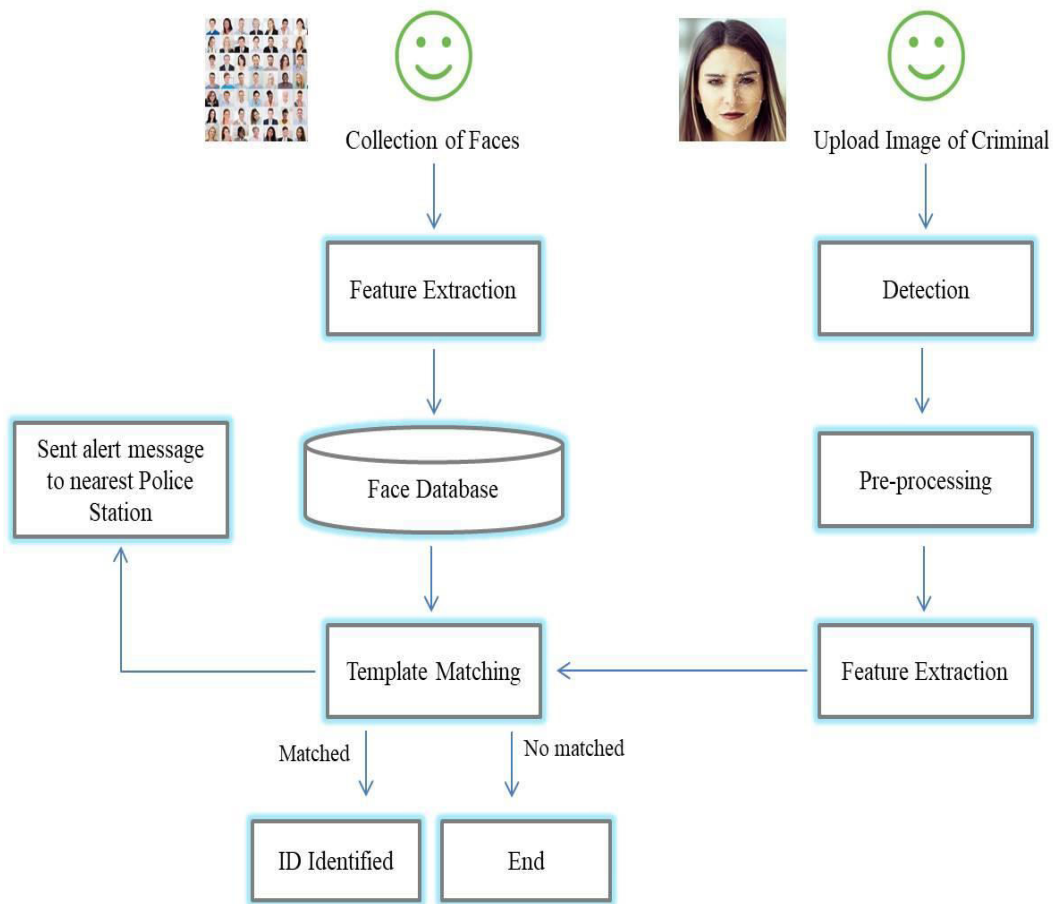 Collection of Faces
Upload Image of Criminal
Feature Extraction
Detection
Sent alert message
to nearest Police
Station
Face Database
Pre-processing
Template Matching
Feature Extraction
Matched
No matched
ID Identified
End